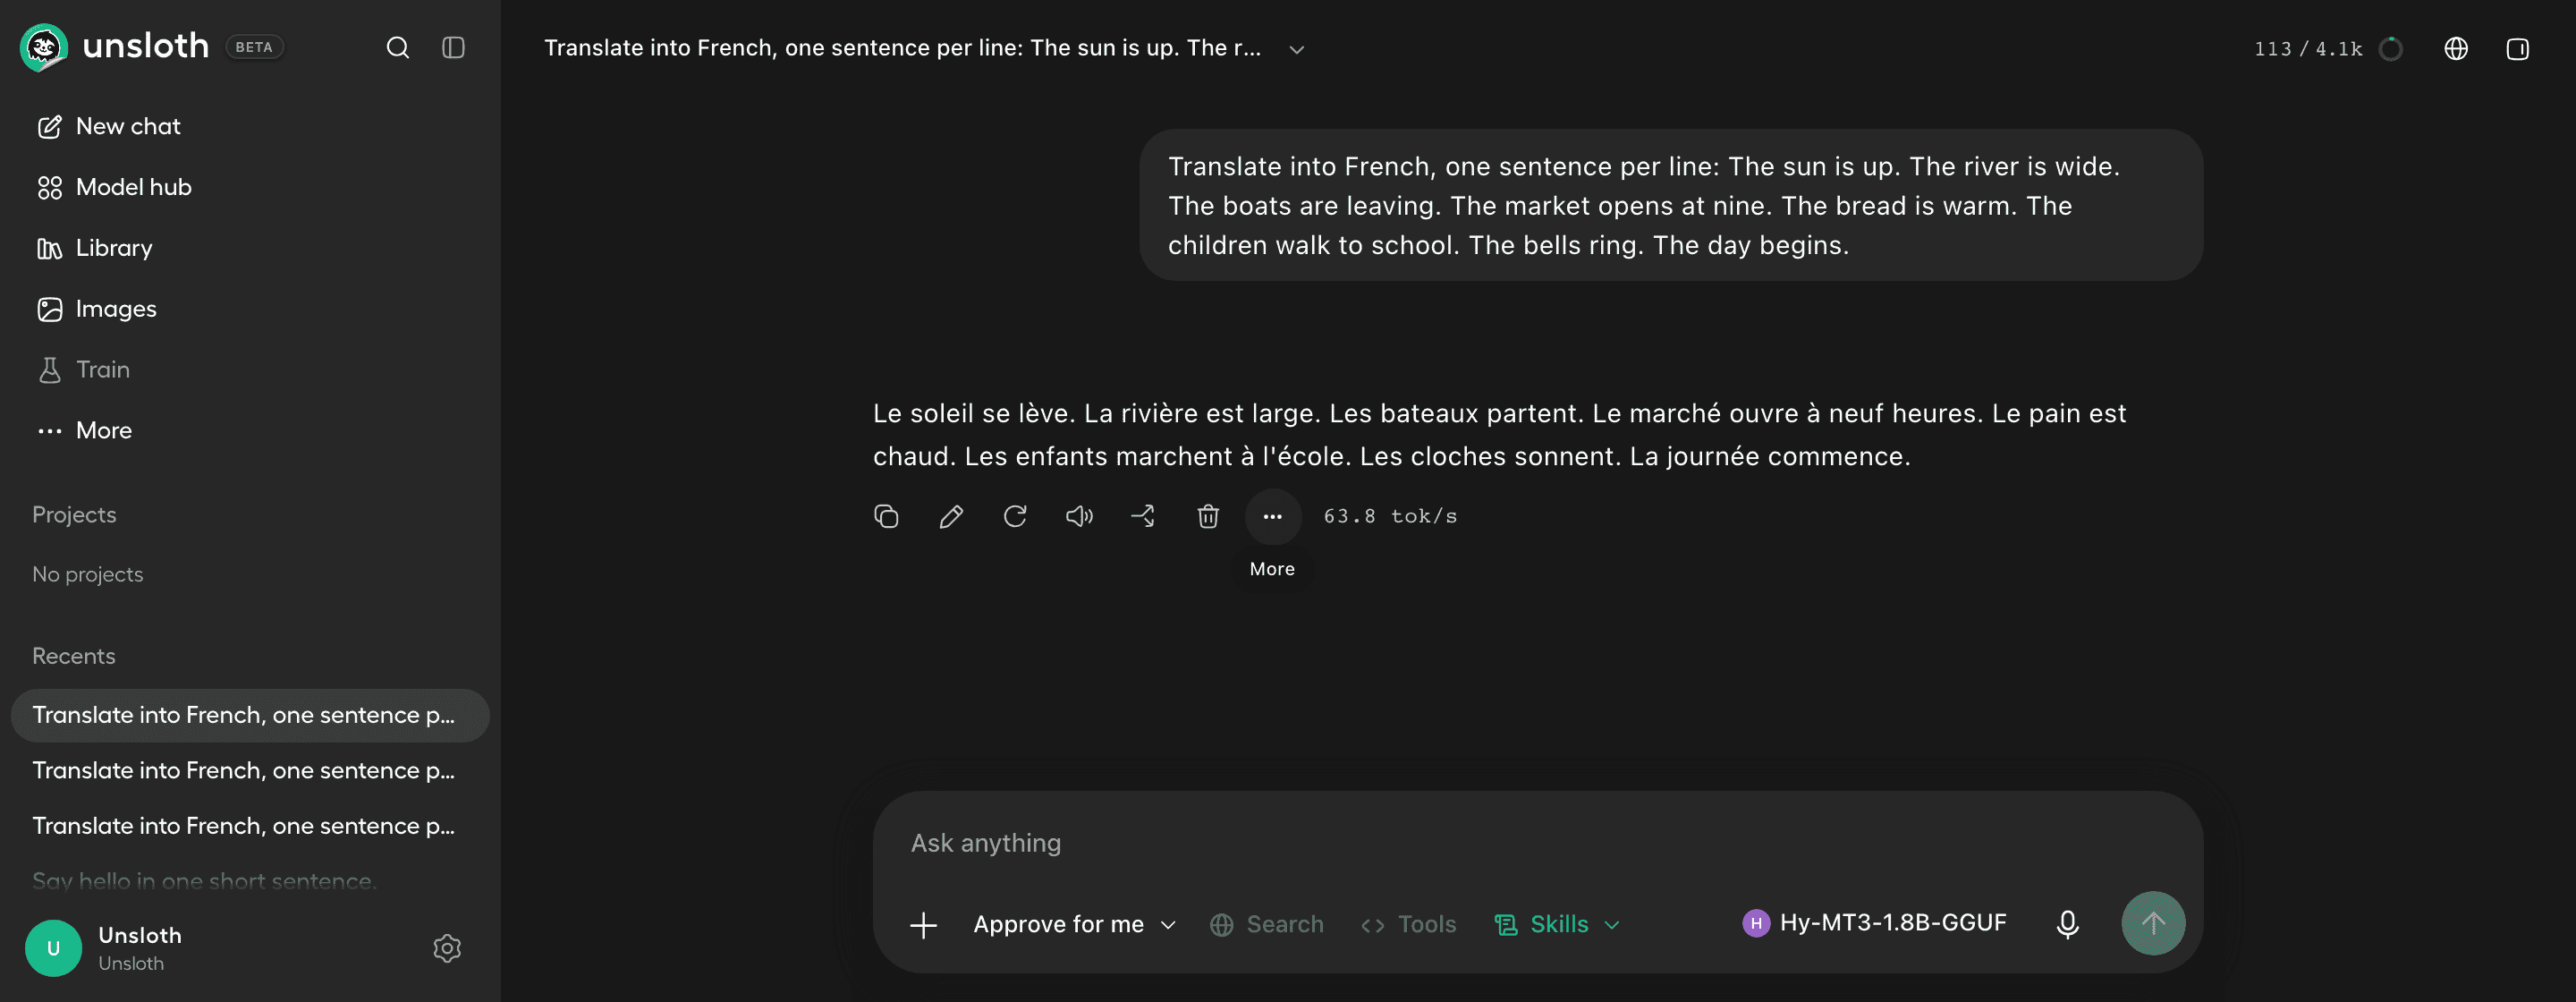 unsloth BETA
New chat
Model hub
Library
Images
Train
More
Projects
No projects
Recents
Translate into French, one sentence p...
Translate into French, one sentence p...
Translate into French, one sentence p...
Say hello in one short sentence.
U
Unsloth
Unsloth
Translate into French, one sentence per line: The sun is up. The r...
113 / 4.1k
Translate into French, one sentence per line: The sun is up. The river is wide.
The boats are leaving. The market opens at nine. The bread is warm. The
children walk to school. The bells ring. The day begins.
Le soleil se lève. La rivière est large. Les bateaux partent. Le marché ouvre à neuf heures. Le pain est
chaud. Les enfants marchent à l'école. Les cloches sonnent. La journée commence.
63.8 tok/s
More
Ask anything
Approve for me
Search
Tools
Skills
H Hy-MT3-1.8B-GGUF